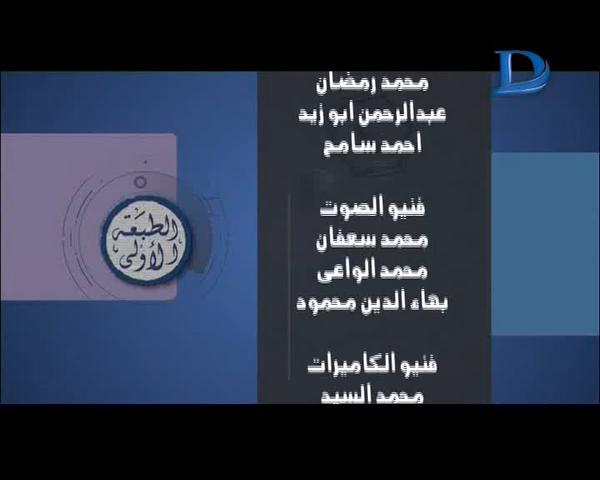 D
محمد رمضان
عبدالرحمن ابو زيد
احمد سامح
فنيو الصوت
محمد سعفان
محمد الواعى
بهاء الدين محمود
فنيو الكاميرات
محمد السيد
الطبعة
الأولى